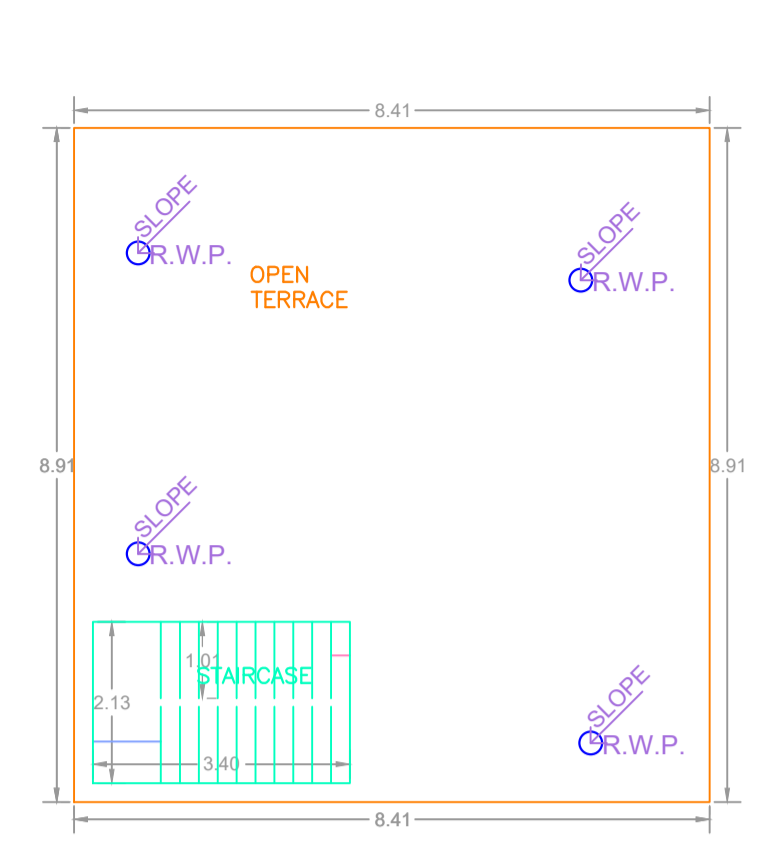 8.41
SLOPE
R.W.P.
SLOPE
R.W.P.
OPEN
TERRACE
8.91
8.91
SLOPE
R.W.P.
1.01
STAIRCASE
2.13
3.40
SLOPE
R.W.P.
8.41